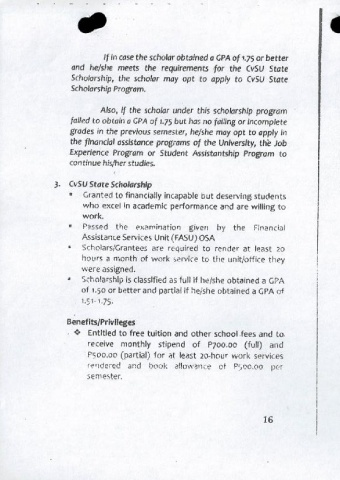 If in case the scholar obtained a GPA of 1.75 or better
and he/she meets the requirements for the CvSU State
Scholarship, the scholar may opt to apply to CvSU State
Scholarship Program.
Also, if the scholar under this scholarship program
failed to obtain a GPA of 1.75 but has no failing or incomplete
grades in the previous semester, he/she may opt to apply in
the financial assistance programs of the University, the Job
Experience Program or Student Assistantship Program to
continue his/her studies.
3. CvSU State Scholarship
• Granted to financially incapable but deserving students
who excel in academic performance and are willing to
work.
• Passed the examination given by the Financial
Assistance Services Unit (FASU) OSA
• Scholars/Grantees are required to render at least 20
hours a month of work service to the unit/office they
were assigned.
• Scholarship is classified as full if he/she obtained a GPA
of 1.50 or better and partial if he/she obtained a GPA of
1.51-1.75.
Benefits/Privileges
❖ Entitled to free tuition and other school fees and to
receive monthly stipend of P700.00 (full) and
P500.00 (partial) for at least 20-hour work services
rendered and book allowance of P500.00 per
semester.
16